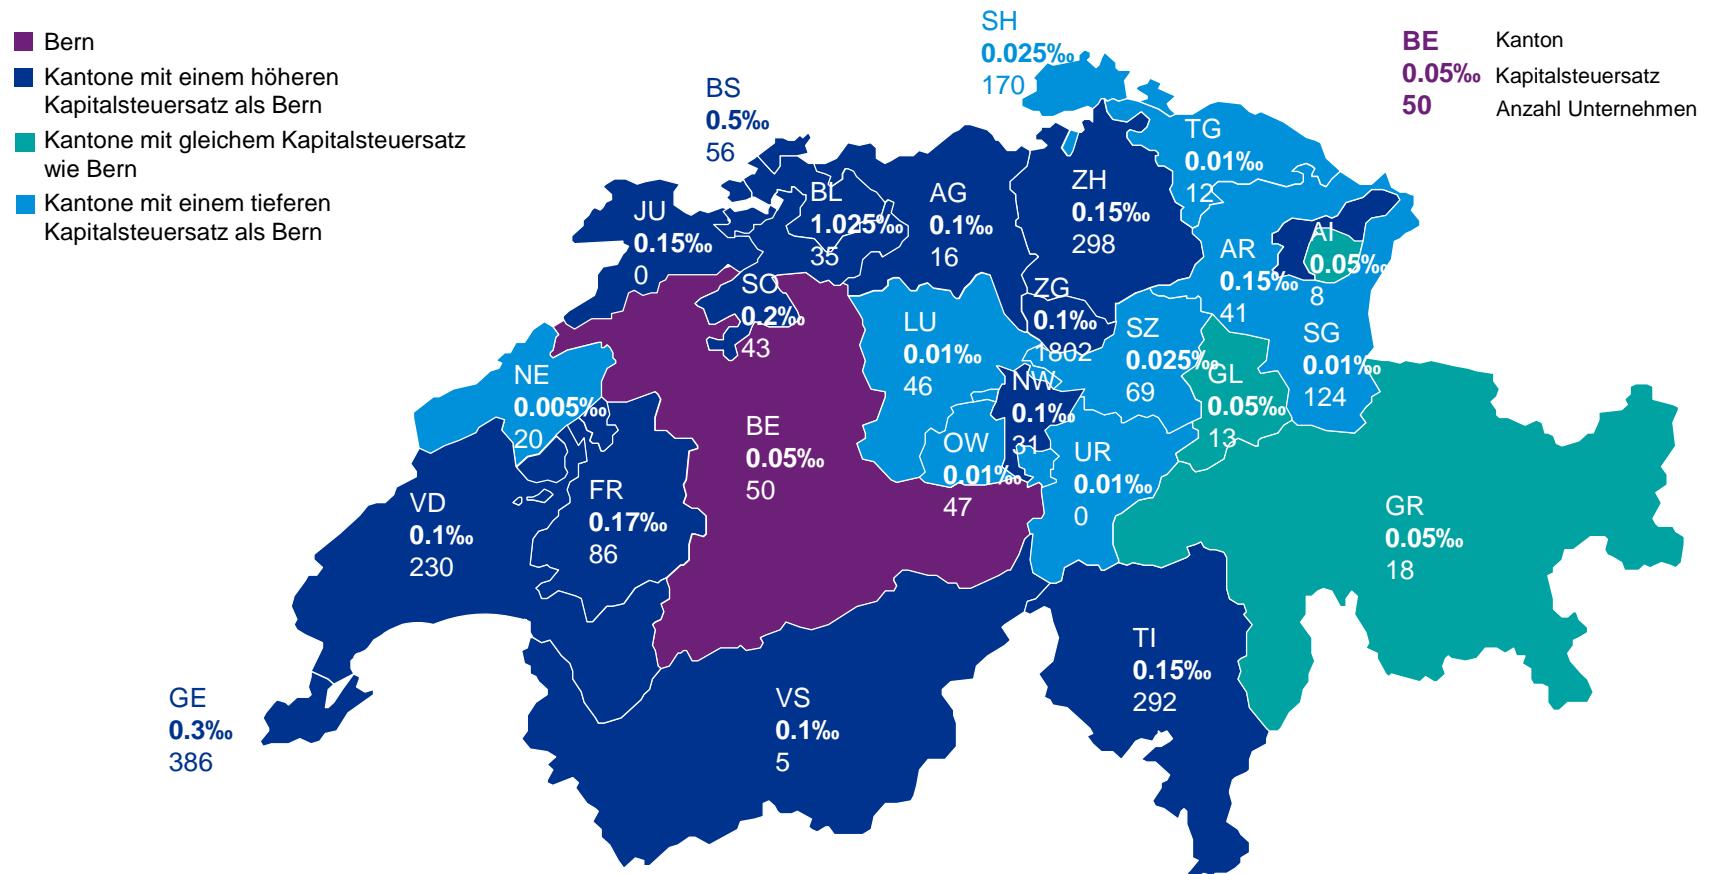 Bern
Kantone mit einem höheren
Kapitalsteuersatz als Bern
Kantone mit gleichem Kapitalsteuersatz
wie Bern
Kantone mit einem tieferen
Kapitalsteuersatz als Bern
BE
Kanton
0.05‰
Kapitalsteuersatz
50
Anzahl Unternehmen
SH
0.025‰
170
BS
0.5‰
56
TG
0.01‰
12
JU
0.15‰
0
BL
1.025‰
35
AG
0.1‰
16
ZH
0.15‰
298
AR
0.15‰
41
AI
0.05‰
8
SO
0.2‰
43
ZG
0.1‰
1802
LU
0.01‰
46
SZ
0.025‰
69
SG
0.01‰
124
NE
0.005‰
20
NW
0.1‰
31
GL
0.05‰
13
BE
0.05‰
50
OW
0.01‰
47
UR
0.01‰
0
VD
0.1‰
230
FR
0.17‰
86
GR
0.05‰
18
GE
0.3‰
386
VS
0.1‰
5
TI
0.15‰
292